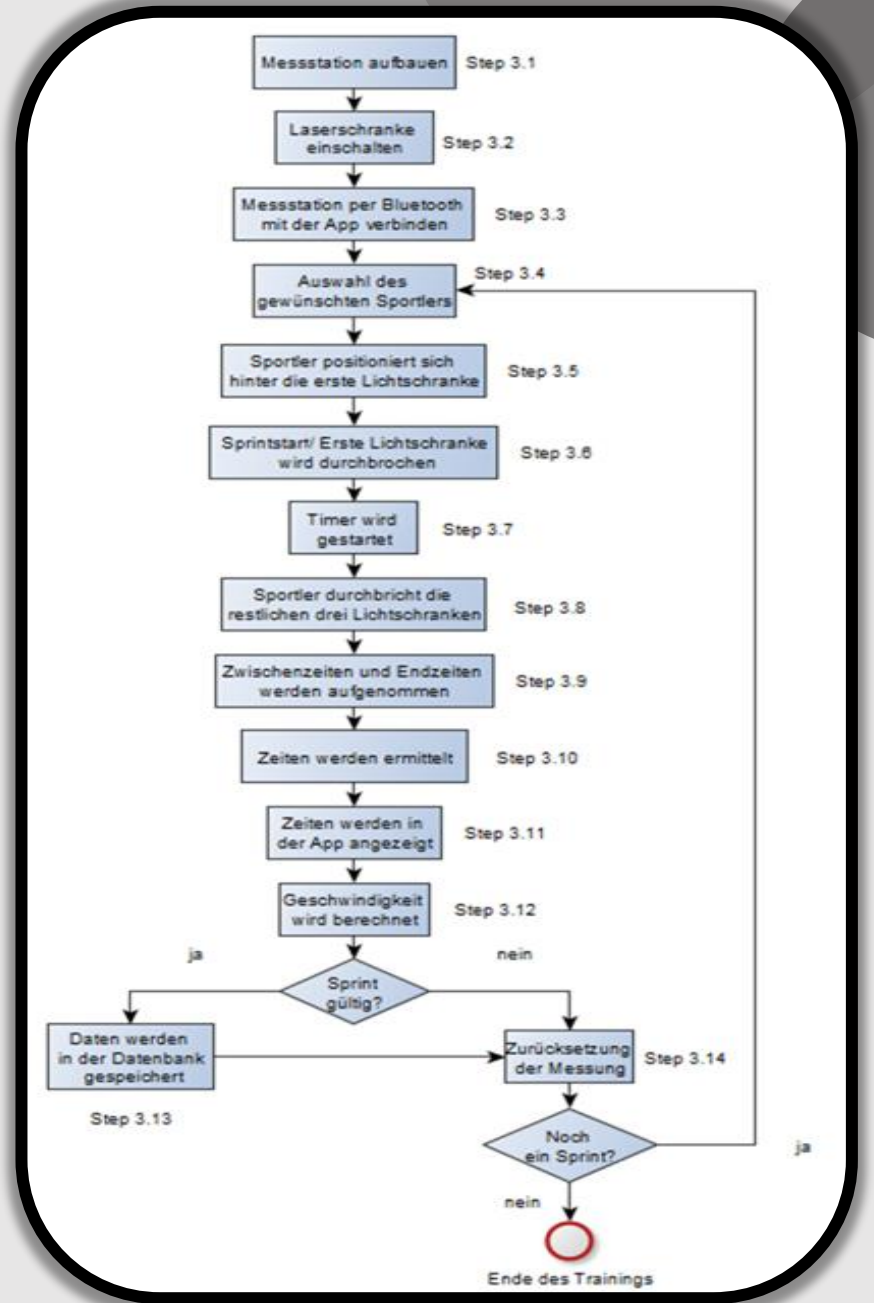 Messstation aufbauen
Step 3.1
Laserschranke
einschalten
Step 3.2
Messstation per Bluetooth
mit der App verbinden
Step 3.3
Auswahl des
gewünschten Sportlers
Step 3.4
Sportler positioniert sich
hinter die erste Lichtschranke
Step 3.5
Sprintstart/ Erste Lichtschranke
wird durchbrochen
Step 3.6
Timer wird
gestartet
Step 3.7
Sportler durchbricht die
restlichen drei Lichtschranken
Step 3.8
Zwischenzeiten und Endzeiten
werden aufgenommen
Step 3.9
Zeiten werden ermittelt
Step 3.10
Zeiten werden in
der App angezeigt
Step 3.11
Geschwindigkeit
wird berechnet
Step 3.12
ja
nein
Sprint
gültig?
Daten werden
in der Datenbank
gespeichert
Step 3.13
Zurücksetzung
der Messung
Step 3.14
Noch
ein Sprint?
ja
nein
Ende des Trainings